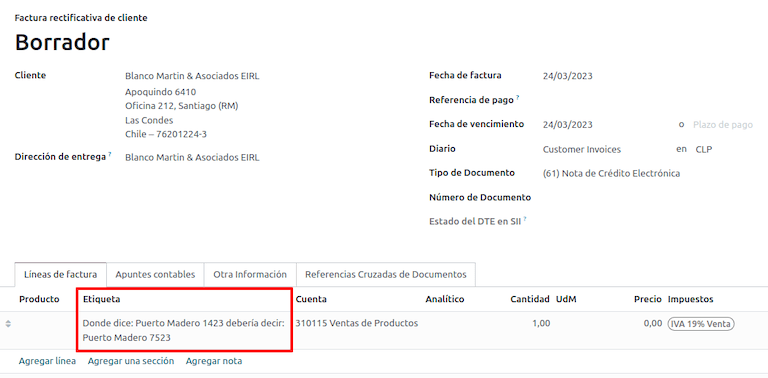 Factura rectificativa de cliente
Borrador
Cliente Blanco Martin & Asociados EIRL
Apoquindo 6410
Oficina 212, Santiago (RM)
Las Condes
Chile – 76201224-3
Dirección de entrega ? Blanco Martin & Asociados EIRL
Fecha de factura 24/03/2023
Referencia de pago ?
Fecha de vencimiento 24/03/2023 o Plazo de pago
Diario Customer Invoices en CLP
Tipo de Documento (61) Nota de Crédito Electrónica
Número de Documento
Estado del DTE en SII ?
Líneas de factura Apuntes contables Otra Información Referencias Cruzadas de Documentos
Producto Etiqueta Cuenta Analítico Cantidad UdM Precio Impuestos
Donde dice: Puerto Madero 1423 debería decir: 310115 Ventas de Productos 1,00 0,00 IVA 19% Venta
Puerto Madero 7523
Agregar línea Agregar una sección Agregar nota